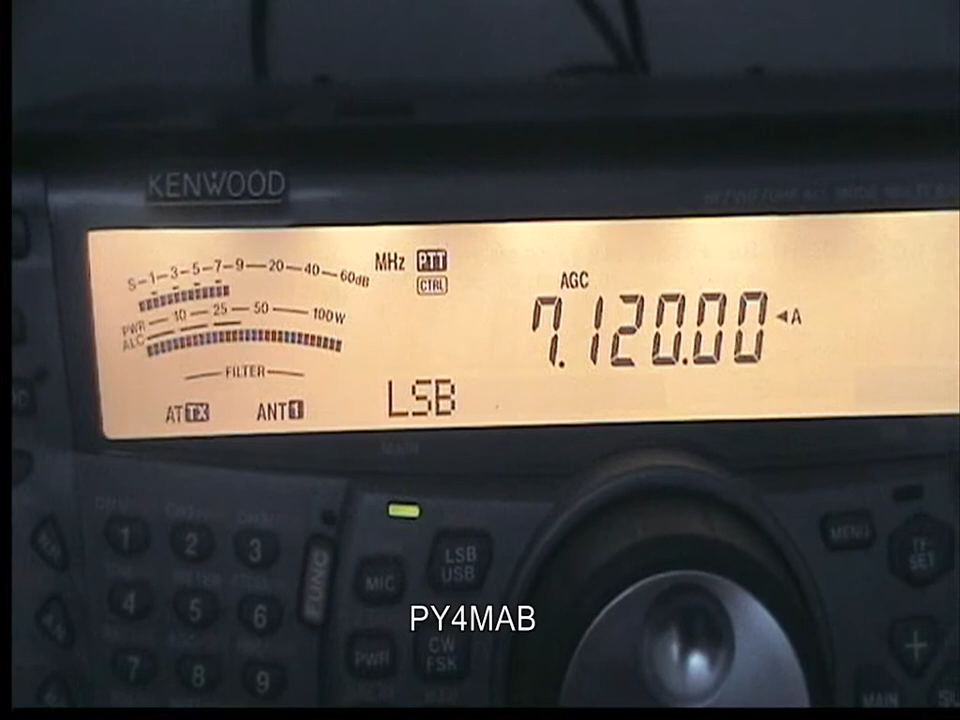 KENWOOD
S-1-3-5-7-9-20-40-60dB
MHz PTT
CTRL
AGC
PWR 10 25 50 100W
ALC
7.120.00 ◄A
FILTER
AT TX ANT 1
LSB
MAIN
1 2 3
4 5 6
7 8 9
FUNC
MIC
LSB
USB
PWR
CW
FSK
MENU
TF-
SET
+
MAIN
PY4MAB